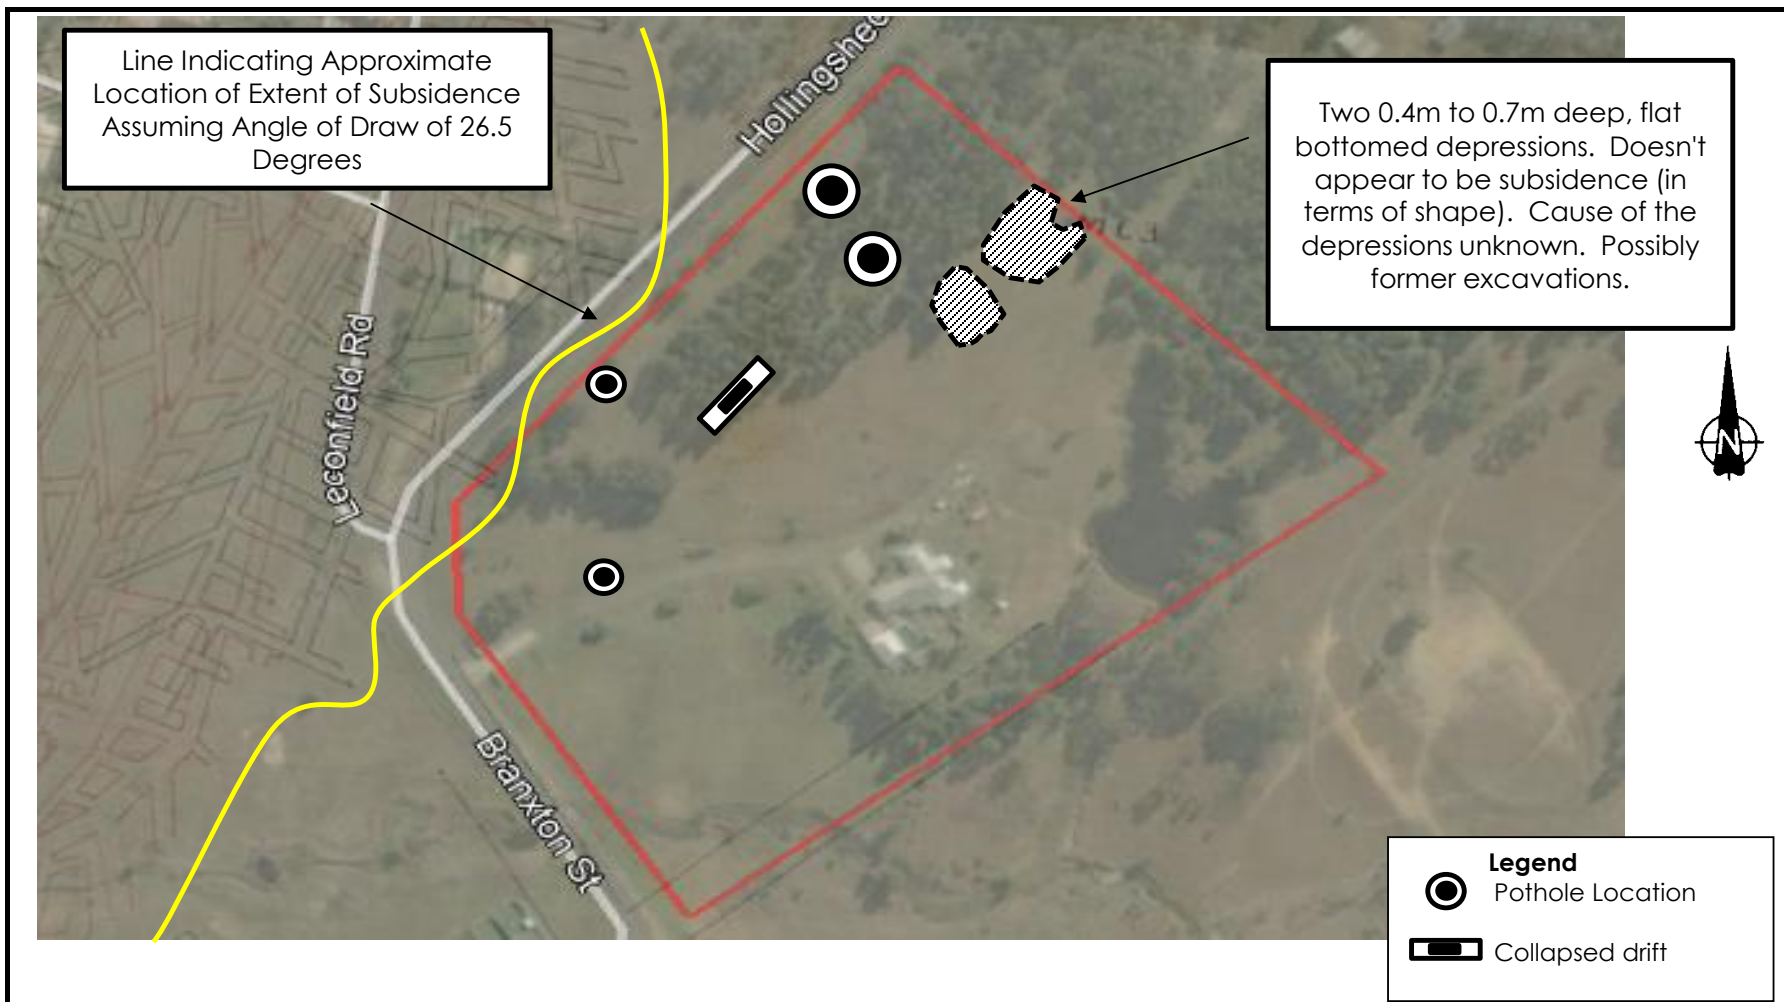 Line Indicating Approximate
Location of Extent of Subsidence
Assuming Angle of Draw of 26.5
Degrees
Hollingshed
Two 0.4m to 0.7m deep, flat
bottomed depressions. Doesn't
appear to be subsidence (in
terms of shape). Cause of the
depressions unknown. Possibly
former excavations.
Leconfield Rd
N
Branxton St
Legend
Pothole Location
Collapsed drift